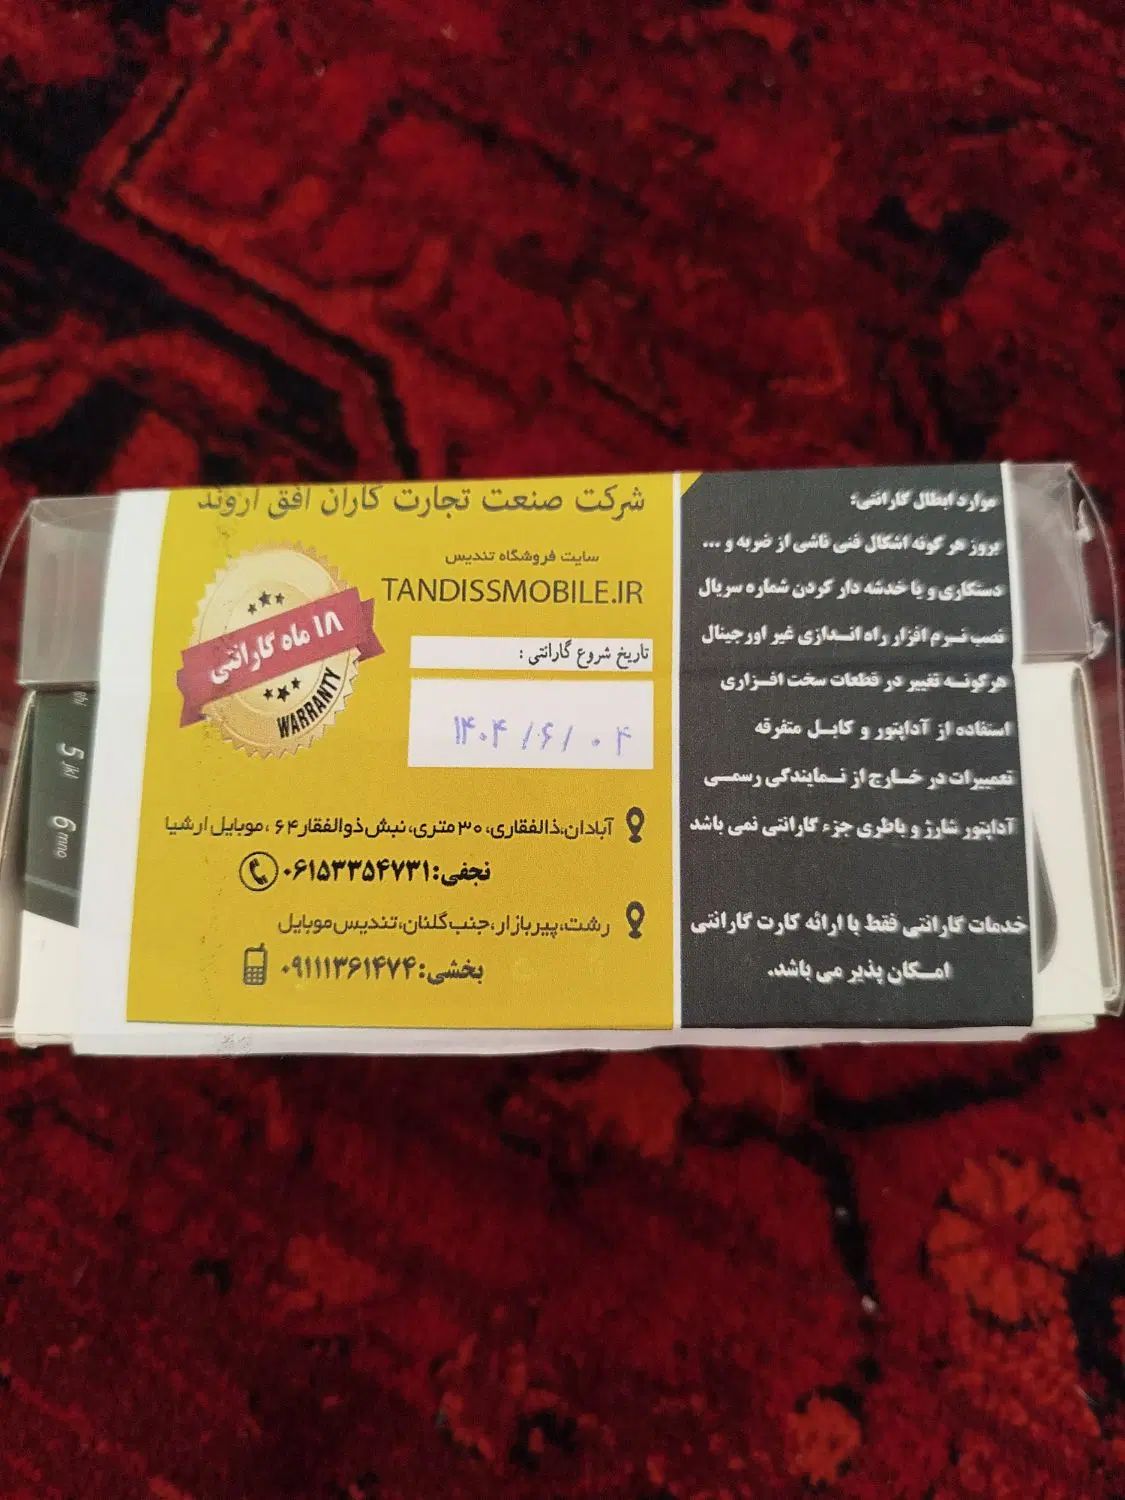 شرکت صنعت تجارت کاران افق اروند
سایت فروشگاه تندیس
TANDISSMOBILE.IR
۱۸ ماه گارانتی
WARRANTY
تاریخ شروع گارانتی :
۱۴۰۴/۶/۰۴
آبادان،ذالفقاری، ۳۰ متری، نبش ذوالفقار۶۴ ، موبایل ارشیا
نجفی:۰۶۱۵۳۳۵۴۷۳۱
رشت، پیربازار، جنب گلنان، تندیس موبایل
بخشی:۰۹۱۱۱۳۶۱۴۷۴
موارد ابطال گارانتی:
بروز هر گونه اشکال فنی ناشی از ضربه و ...
دستکاری و یا خدشه دار کردن شماره سریال
نصب نرم افزار راه اندازی غیر اورجینال
هرگونه تغییر در قطعات سخت افزاری
استفاده از آداپتور و کابل متفرقه
تعمیرات در خارج از نمایندگی رسمی
آداپتور شارژ و باطری جزء گارانتی نمی باشد
خدمات گارانتی فقط با ارائه کارت گارانتی
امکان پذیر می باشد.
5 jkl
6 mno